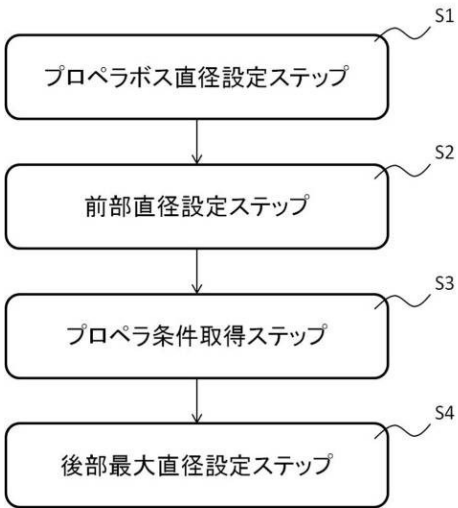 S1
プロペラボス直径設定ステップ
S2
前部直径設定ステップ
S3
プロペラ条件取得ステップ
S4
後部最大直径設定ステップ